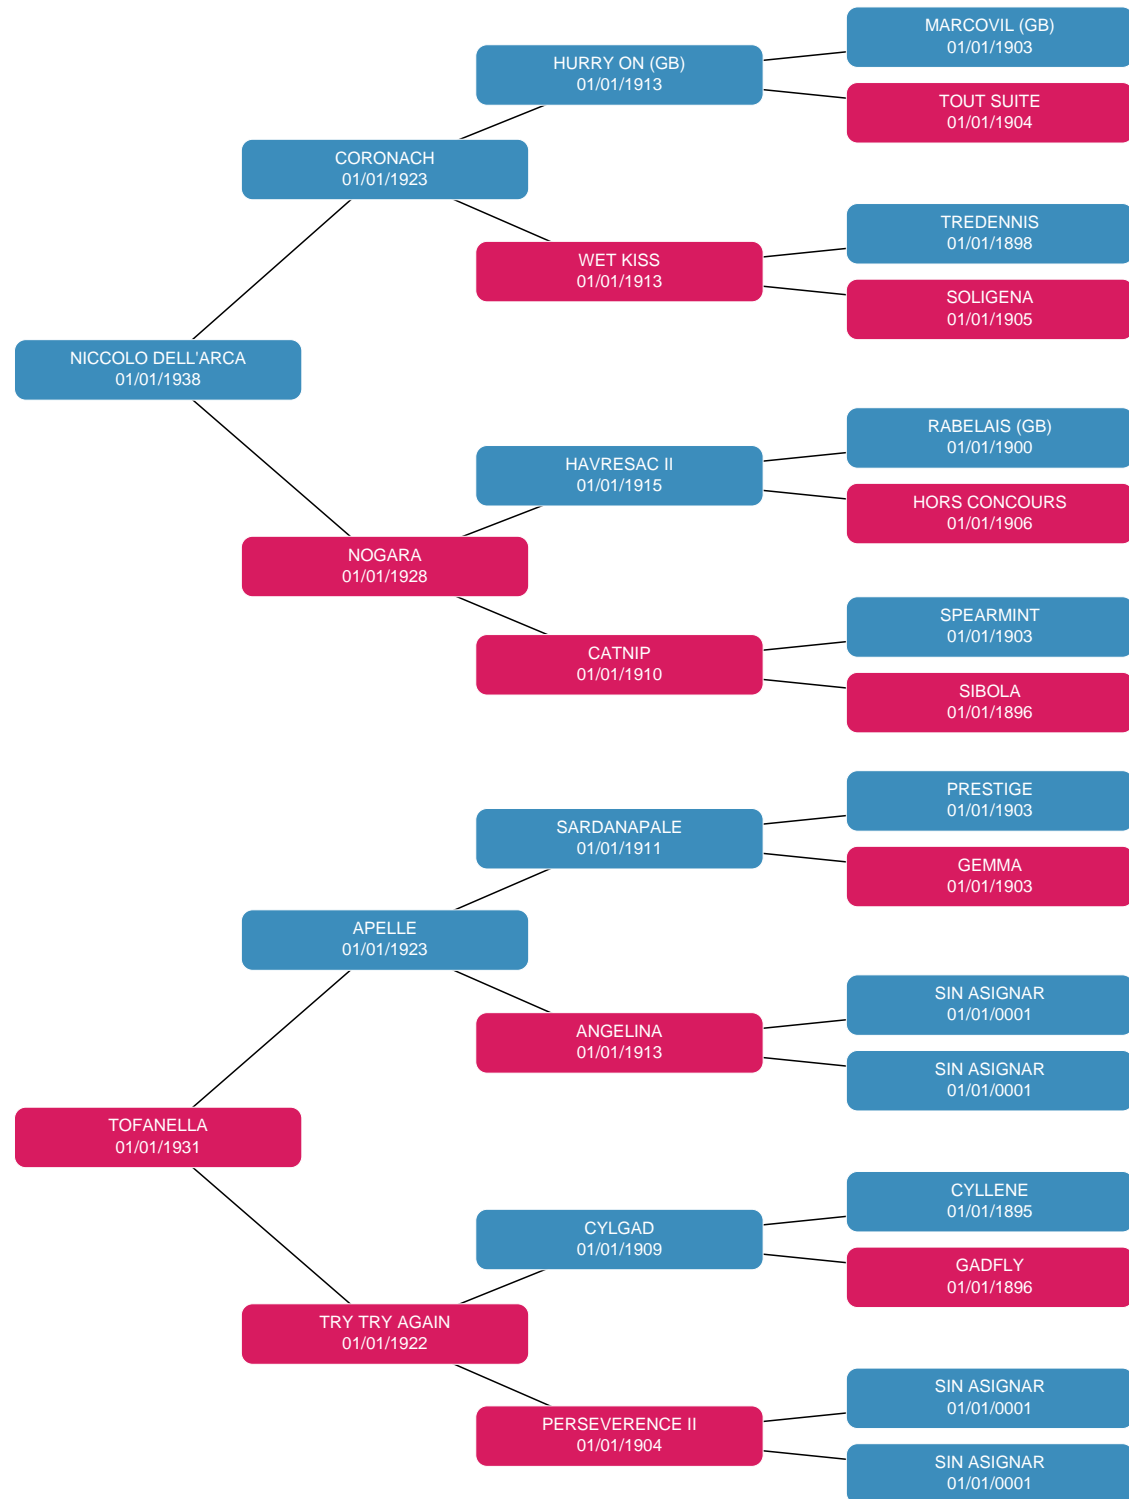 MARCOVIL (GB)
01/01/1903
HURRY ON (GB)
01/01/1913
TOUT SUITE
01/01/1904
CORONACH
01/01/1923
TREDENNIS
01/01/1898
WET KISS
01/01/1913
SOLIGENA
01/01/1905
NICCOLO DELL'ARCA
01/01/1938
RABELAIS (GB)
01/01/1900
HAVRESAC II
01/01/1915
HORS CONCOURS
01/01/1906
NOGARA
01/01/1928
SPEARMINT
01/01/1903
CATNIP
01/01/1910
SIBOLA
01/01/1896
PRESTIGE
01/01/1903
SARDANAPALE
01/01/1911
GEMMA
01/01/1903
APELLE
01/01/1923
SIN ASIGNAR
01/01/0001
ANGELINA
01/01/1913
SIN ASIGNAR
01/01/0001
TOFANELLA
01/01/1931
CYLLENE
01/01/1895
CYLGAD
01/01/1909
GADFLY
01/01/1896
TRY TRY AGAIN
01/01/1922
SIN ASIGNAR
01/01/0001
PERSEVERENCE II
01/01/1904
SIN ASIGNAR
01/01/0001